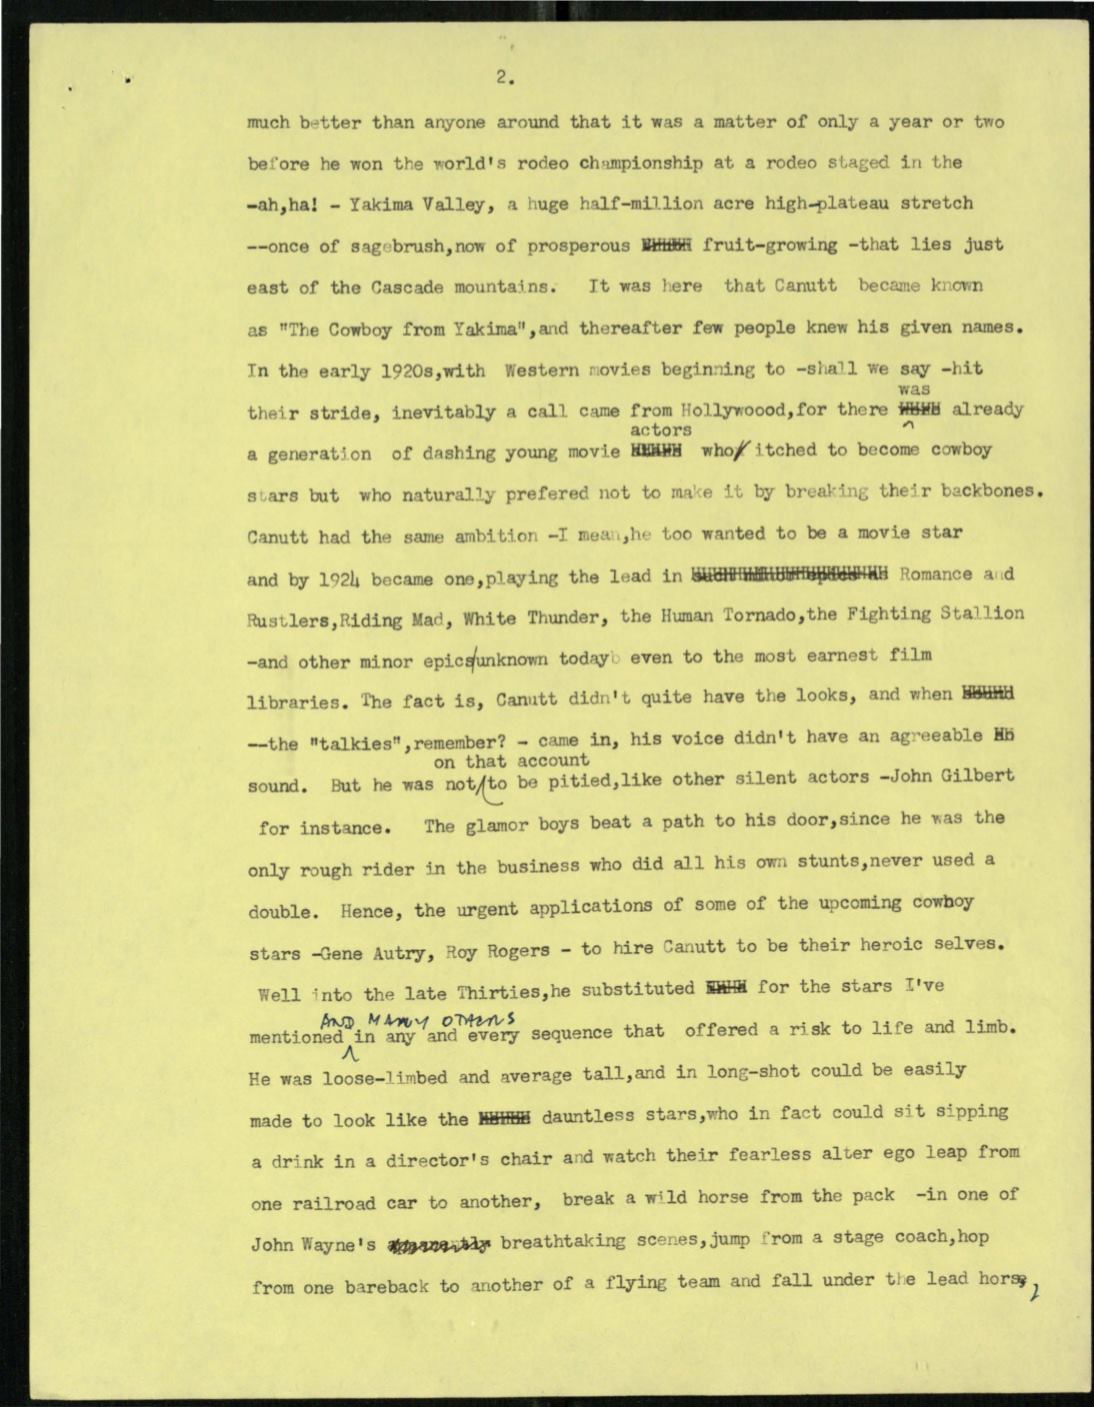 2.
much better than anyone around that it was a matter of only a year or two
before he won the world's rodeo championship at a rodeo staged in the
-ah,ha! - Yakima Valley, a huge half-million acre high-plateau stretch
--once of sagebrush,now of prosperous fruit-growing -that lies just
east of the Cascade mountains. It was here that Canutt became known
as "The Cowboy from Yakima",and thereafter few people knew his given names.
In the early 1920s,with Western movies beginning to -shall we say -hit
was
their stride, inevitably a call came from Hollywoood,for there already
actors
a generation of dashing young movie who itched to become cowboy
stars but who naturally prefered not to make it by breaking their backbones.
Canutt had the same ambition -I mean,he too wanted to be a movie star
and by 1924 became one,playing the lead in such minor epics as Romance and
Rustlers,Riding Mad, White Thunder, the Human Tornado,the Fighting Stallion
-and other minor epics/unknown today even to the most earnest film
libraries. The fact is, Canutt didn't quite have the looks, and when
--the "talkies",remember? - came in, his voice didn't have an agreeable
on that account
sound. But he was not/to be pitied,like other silent actors -John Gilbert
for instance. The glamor boys beat a path to his door,since he was the
only rough rider in the business who did all his own stunts,never used a
double. Hence, the urgent applications of some of the upcoming cowboy
stars -Gene Autry, Roy Rogers - to hire Canutt to be their heroic selves.
Well into the late Thirties,he substituted for the stars I've
AND MANY OTHERS
mentioned in any and every sequence that offered a risk to life and limb.
He was loose-limbed and average tall,and in long-shot could be easily
made to look like the dauntless stars,who in fact could sit sipping
a drink in a director's chair and watch their fearless alter ego leap from
one railroad car to another, break a wild horse from the pack -in one of
John Wayne's breathtaking scenes,jump from a stage coach,hop
from one bareback to another of a flying team and fall under the lead horse,